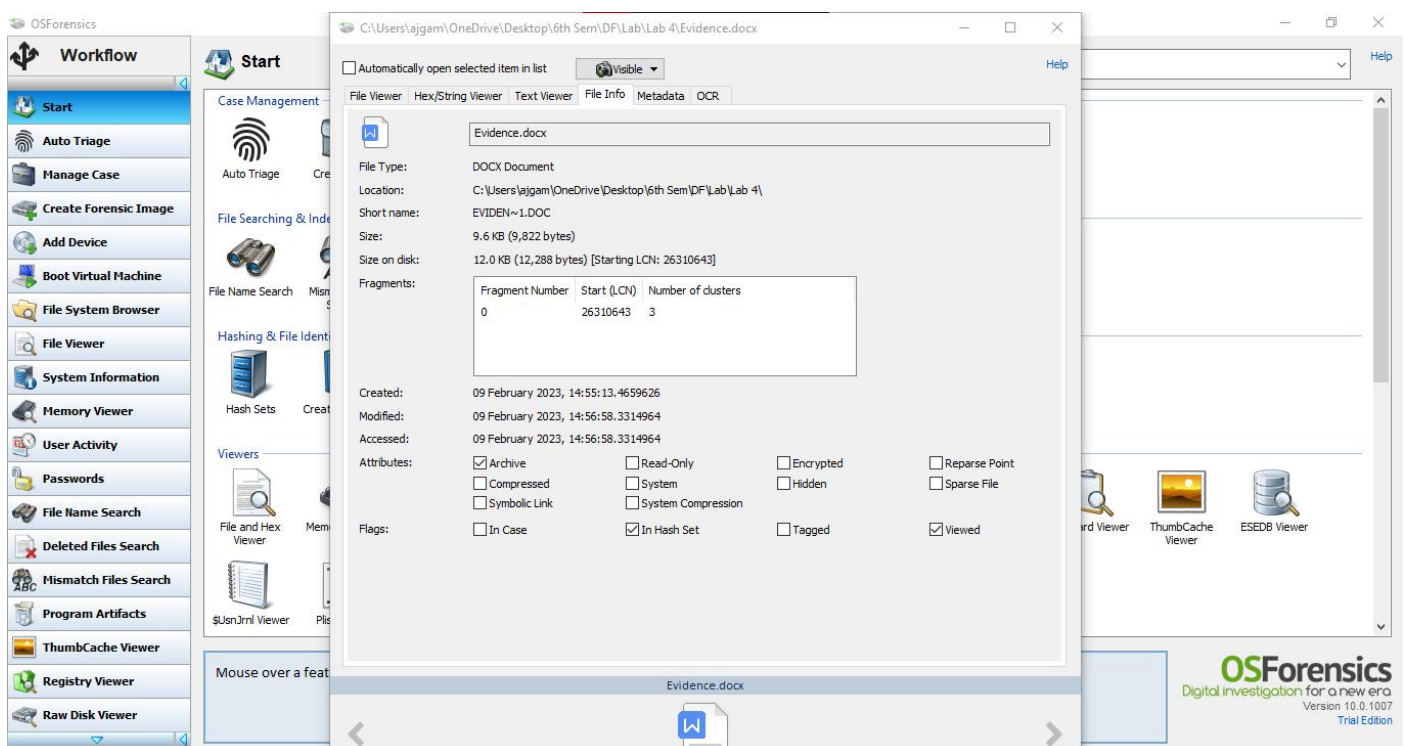 OSForensics
Workflow
Start
Auto Triage
Manage Case
Create Forensic Image
Add Device
Boot Virtual Machine
File System Browser
File Viewer
System Information
Memory Viewer
User Activity
Passwords
File Name Search
Deleted Files Search
Mismatch Files Search
Program Artifacts
ThumbCache Viewer
Registry Viewer
Raw Disk Viewer
Start
Help
Case Management
Auto Triage
Cre
File Searching & Inde
File Name Search
Mism
S
Hashing & File Identi
Hash Sets
Creat
Viewers
File and Hex
Viewer
Mem
$UsnJrnl Viewer
Plis
rd Viewer
ThumbCache
Viewer
ESEDB Viewer
Mouse over a feat
C:\Users\ajgam\OneDrive\Desktop\6th Sem\DF\Lab\Lab 4\Evidence.docx
Automatically open selected item in list
Visible
Help
File Viewer Hex/String Viewer Text Viewer File Info Metadata OCR
Evidence.docx
File Type: DOCX Document
Location: C:\Users\ajgam\OneDrive\Desktop\6th Sem\DF\Lab\Lab 4\
Short name: EVIDEN~1.DOC
Size: 9.6 KB (9,822 bytes)
Size on disk: 12.0 KB (12,288 bytes) [Starting LCN: 26310643]
Fragments:
Fragment Number Start (LCN) Number of clusters
0 26310643 3
Created: 09 February 2023, 14:55:13.4659626
Modified: 09 February 2023, 14:56:58.3314964
Accessed: 09 February 2023, 14:56:58.3314964
Attributes: Archive Read-Only Encrypted Reparse Point
Compressed System Hidden Sparse File
Symbolic Link System Compression
Flags: In Case In Hash Set Tagged Viewed
Evidence.docx
OSForensics
Digital investigation for a new era
Version 10.0.1007
Trial Edition